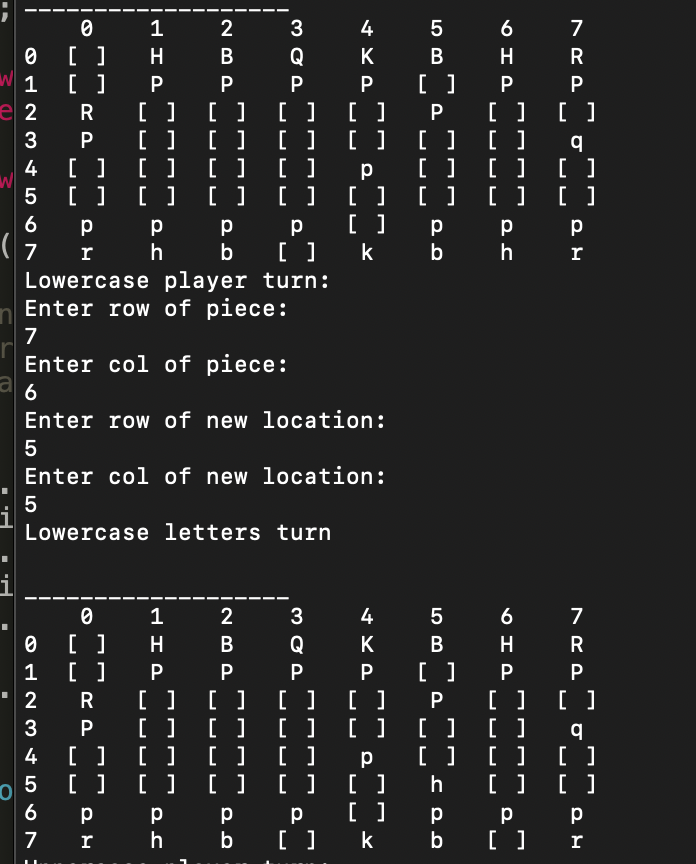 ___________________
0 1 2 3 4 5 6 7
0 [ ] H B Q K B H R
1 [ ] P P P P [ ] P P
2 R [ ] [ ] [ ] [ ] P [ ] [ ]
3 P [ ] [ ] [ ] [ ] [ ] [ ] q
4 [ ] [ ] [ ] [ ] p [ ] [ ] [ ]
5 [ ] [ ] [ ] [ ] [ ] [ ] [ ] [ ]
6 p p p p [ ] p p p
7 r h b [ ] k b h r
Lowercase player turn:
Enter row of piece:
7
Enter col of piece:
6
Enter row of new location:
5
Enter col of new location:
5
Lowercase letters turn
___________________
0 1 2 3 4 5 6 7
0 [ ] H B Q K B H R
1 [ ] P P P P [ ] P P
2 R [ ] [ ] [ ] [ ] P [ ] [ ]
3 P [ ] [ ] [ ] [ ] [ ] [ ] q
4 [ ] [ ] [ ] [ ] p [ ] [ ] [ ]
5 [ ] [ ] [ ] [ ] [ ] h [ ] [ ]
6 p p p p [ ] p p p
7 r h b [ ] k b [ ] r